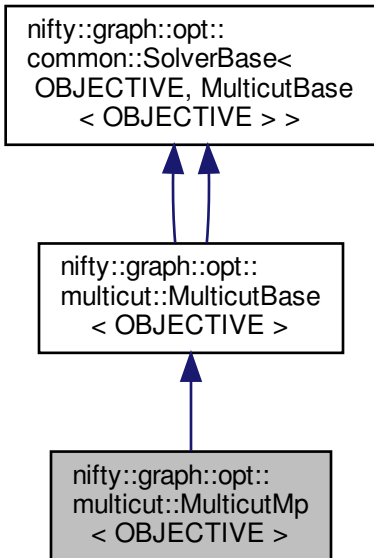 nifty::graph::opt::
common::SolverBase<
OBJECTIVE, MulticutBase
< OBJECTIVE > >
nifty::graph::opt::
multicut::MulticutBase
< OBJECTIVE >
nifty::graph::opt::
multicut::MulticutMp
< OBJECTIVE >